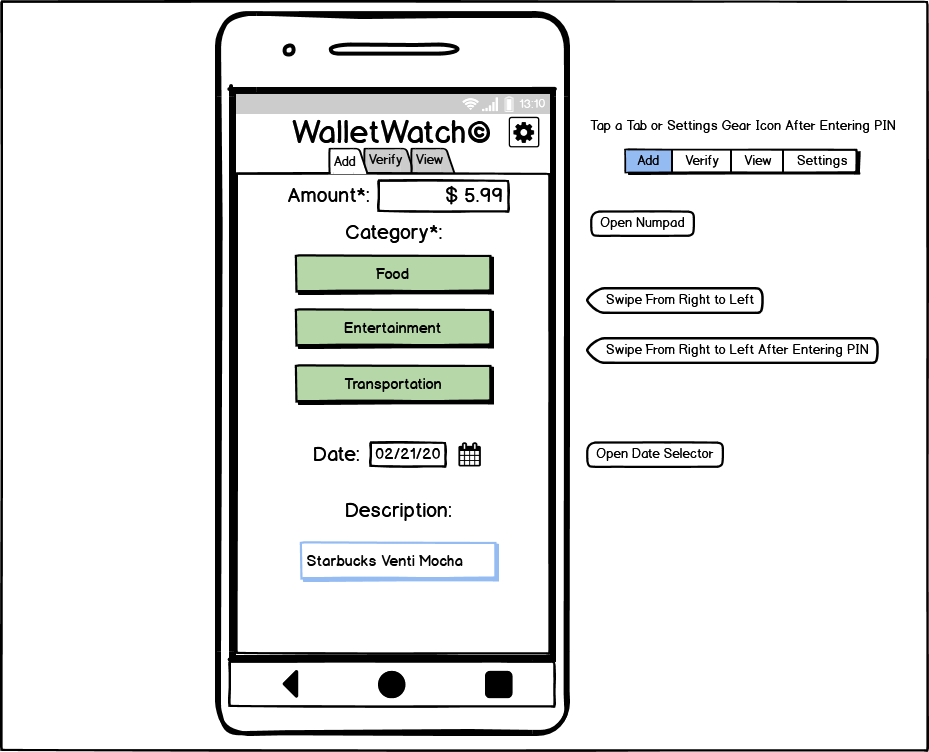 13:10
WalletWatch©
Add Verify View
Amount*: $ 5.99
Category*:
Food
Entertainment
Transportation
Date: 02/21/20
Description:
Starbucks Venti Mocha
Tap a Tab or Settings Gear Icon After Entering PIN
Add Verify View Settings
Open Numpad
Swipe From Right to Left
Swipe From Right to Left After Entering PIN
Open Date Selector